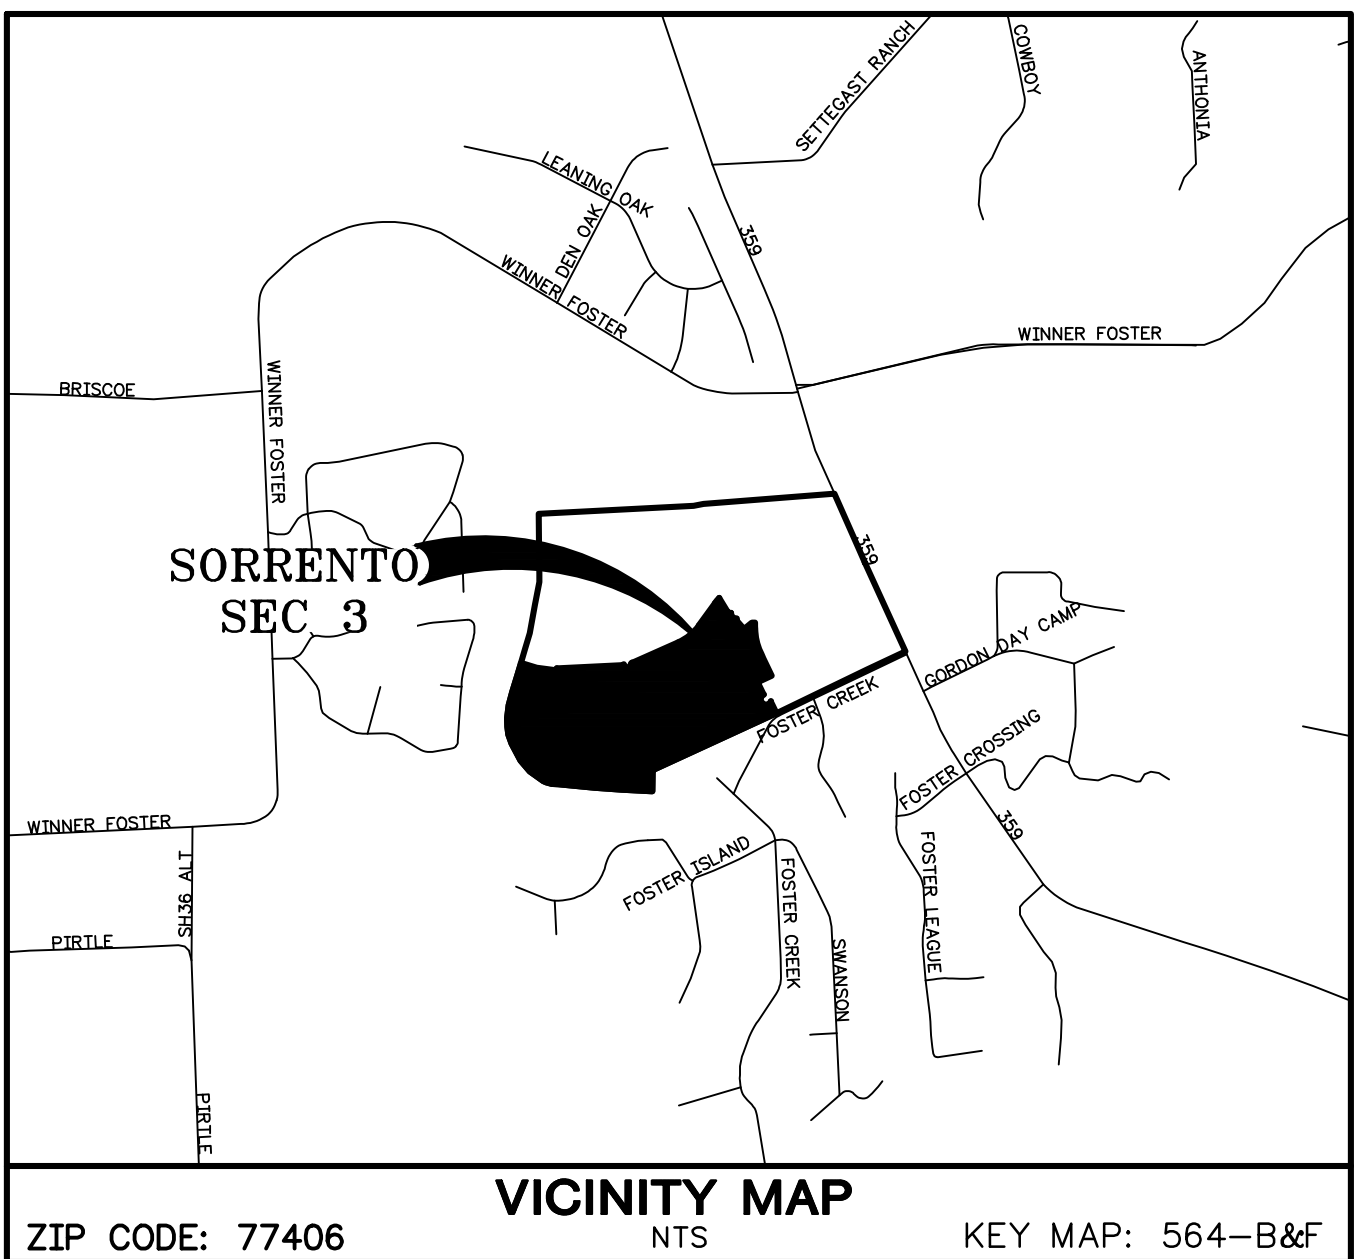 SETTEGAST RANCH
COWBOY
ANTHONIA
LEANING OAK
DEN OAK
359
WINNER FOSTER
WINNER FOSTER
BRISCOE
WINNER FOSTER
359
SORRENTO
SEC 3
GORDON DAY CAMP
FOSTER CREEK
FOSTER CROSSING
WINNER FOSTER
359
SH36 ALT
FOSTER ISLAND
FOSTER CREEK
FOSTER LEAGUE
PIRTLE
SWANSON
PIRTLE
VICINITY MAP
ZIP CODE: 77406
NTS
KEY MAP: 564-B&F